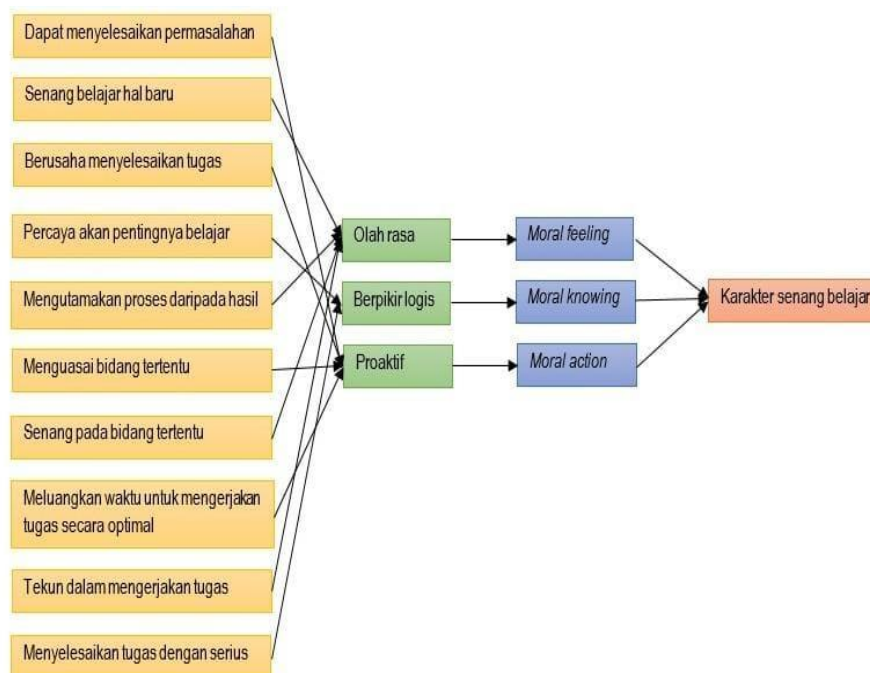 Dapat menyelesaikan permasalahan
Senang belajar hal baru
Berusaha menyelesaikan tugas
Percaya akan pentingnya belajar
Mengutamakan proses daripada hasil
Menguasai bidang tertentu
Senang pada bidang tertentu
Meluangkan waktu untuk mengerjakan
tugas secara optimal
Tekun dalam mengerjakan tugas
Menyelesaikan tugas dengan serius
Olah rasa
Berpikir logis
Proaktif
Moral feeling
Moral knowing
Moral action
Karakter senang belajar